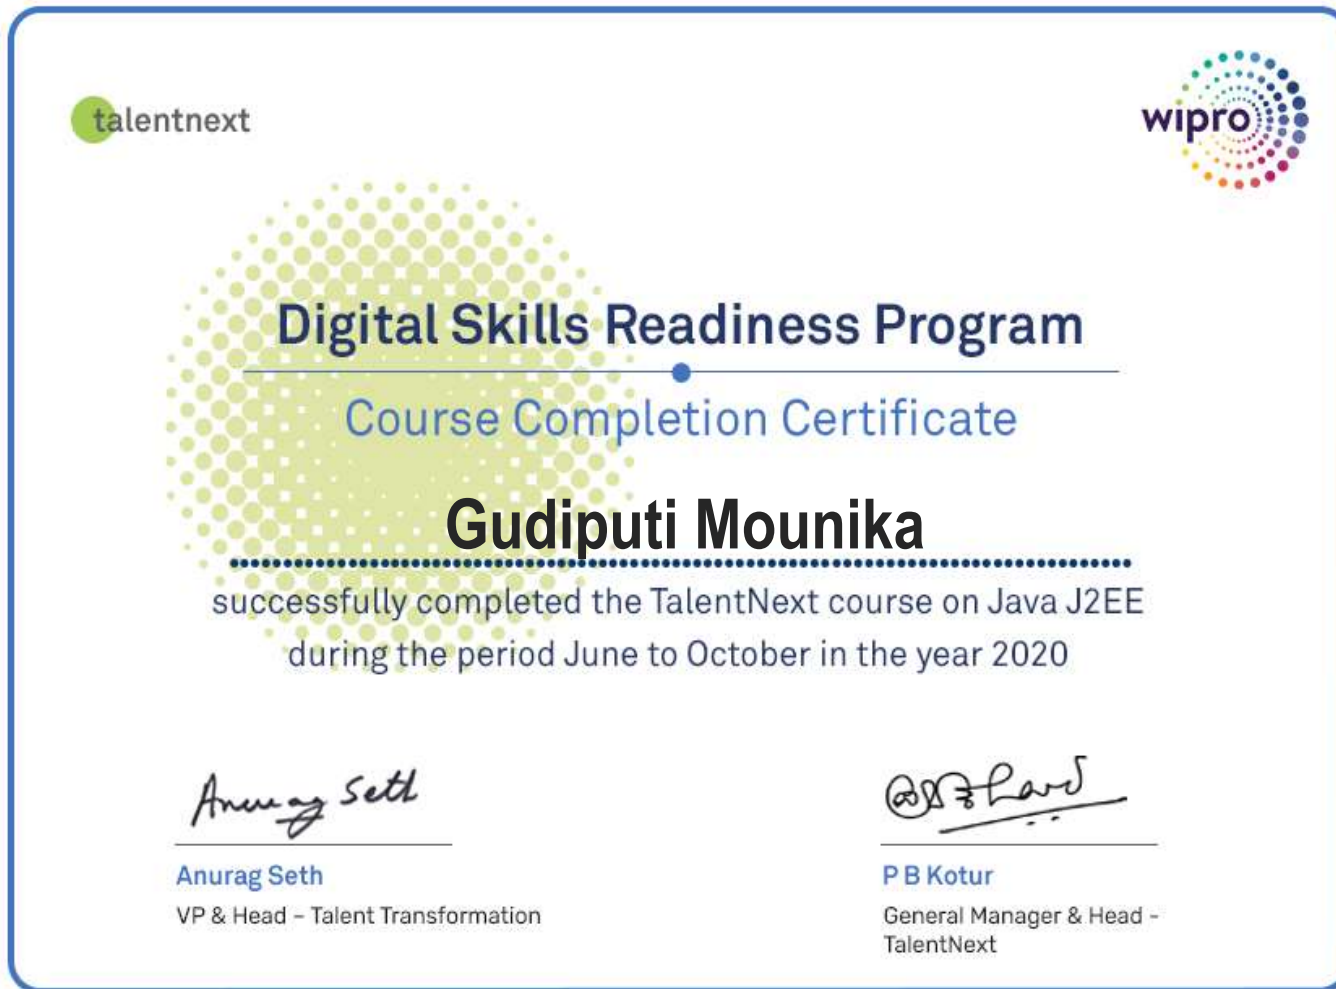 talentnext
wipro
Digital Skills Readiness Program
Course Completion Certificate
Gudiputi Mounika
successfully completed the TalentNext course on Java J2EE
during the period June to October in the year 2020
Anurag Seth
Anurag Seth
VP & Head – Talent Transformation
P B Kotur
General Manager & Head -
TalentNext